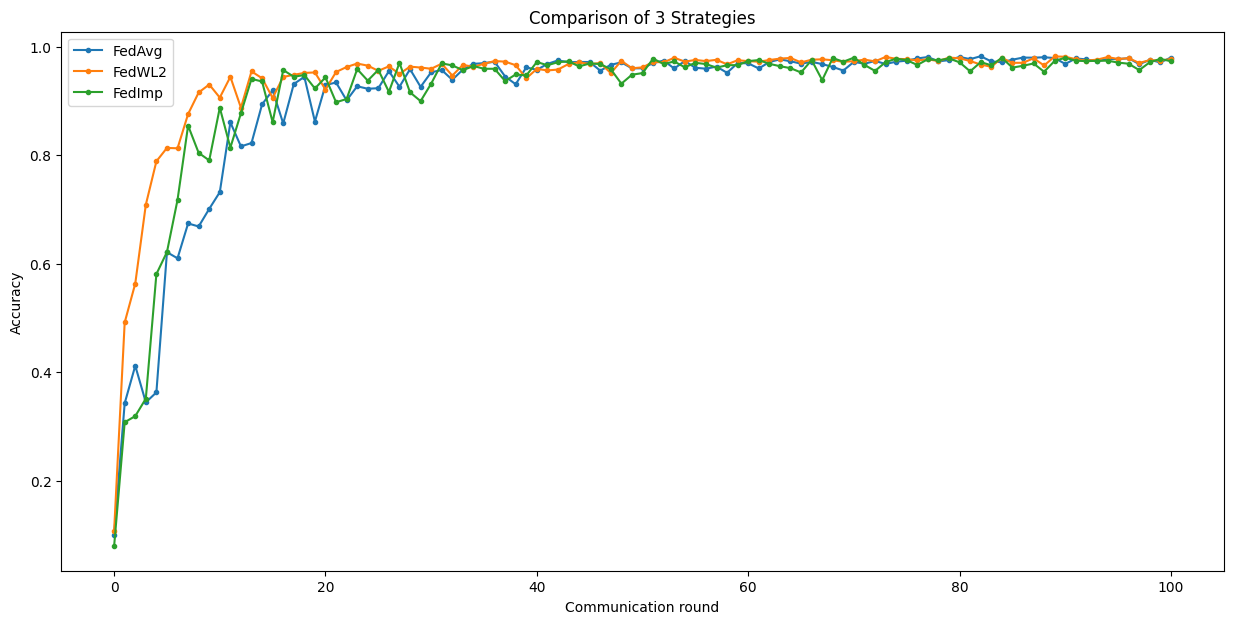 Comparison of 3 Strategies
FedAvg
FedWL2
FedImp
1.0
0.8
0.6
0.4
0.2
Accuracy
0
20
40
60
80
100
Communication round